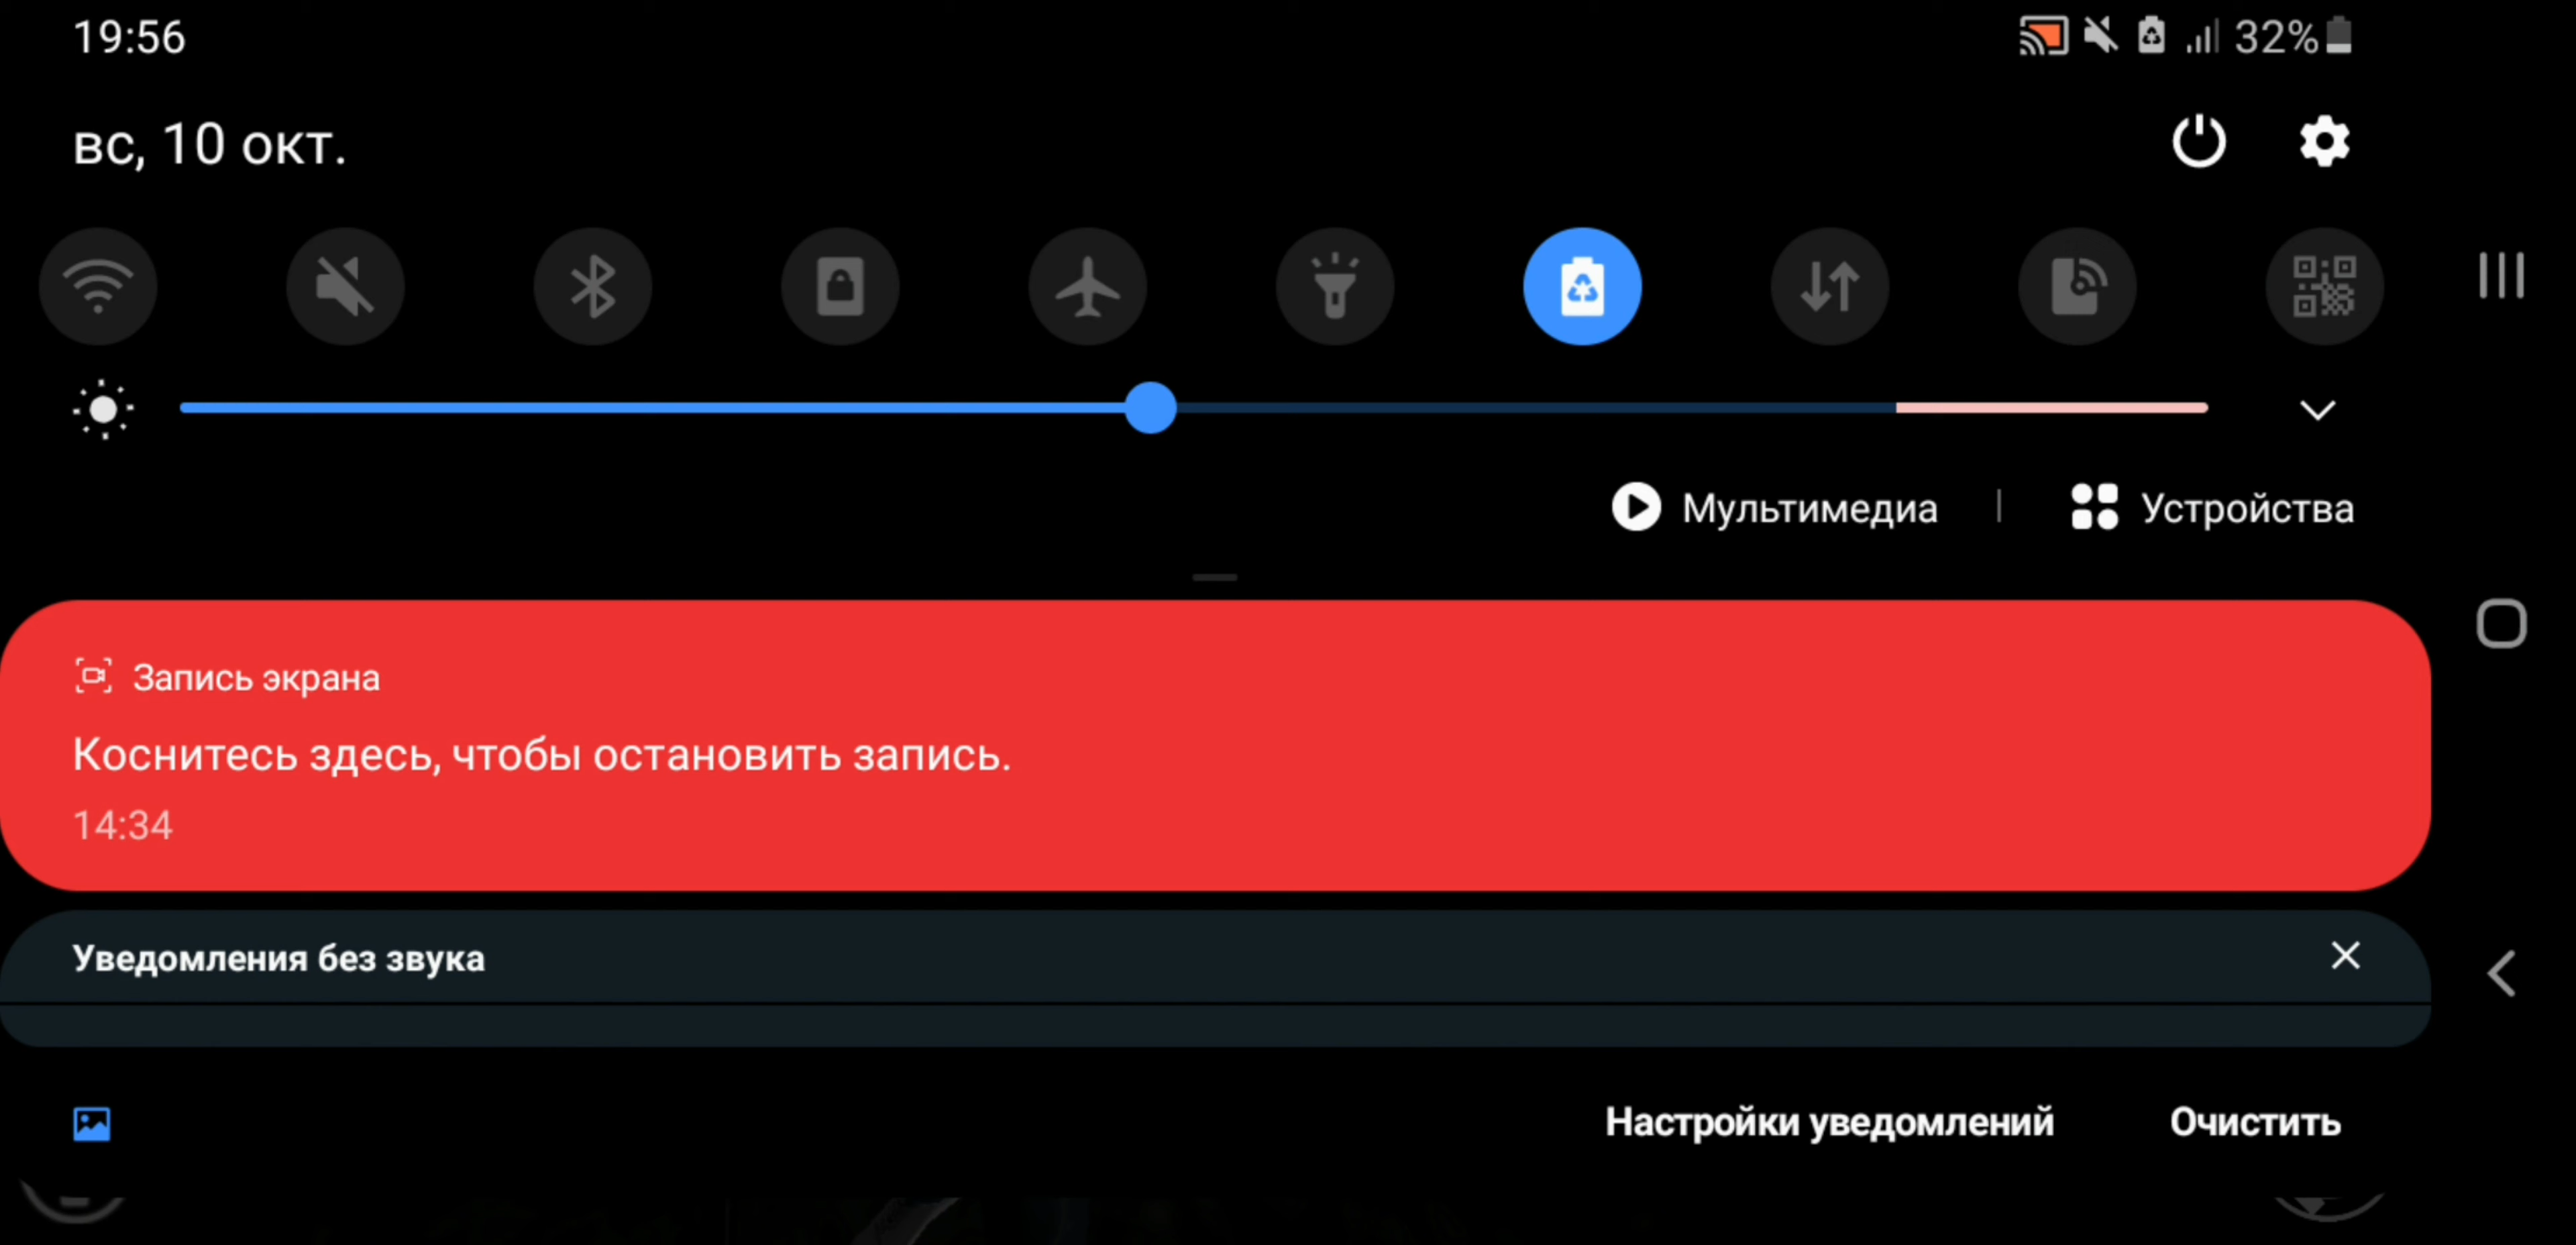 19:56
32%
вс, 10 окт.
Мультимедиа | Устройства
Запись экрана
Коснитесь здесь, чтобы остановить запись.
14:34
Уведомления без звука
Настройки уведомлений Очистить